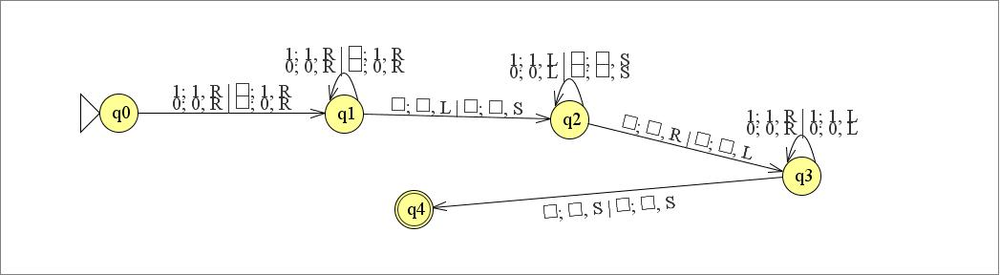 1; 1, R | □; 1, R
0; 0, R | □; 0, R
1; 1, L | □; □, S
0; 0, L | □; □, S
1; 1, R | □; 1, R
0; 0, R | □; 0, R
□; □, L | □; □, S
q0
q1
q2
□; □, R | □; □, L
1; 1, R | 1; 1, L
0; 0, R | 0; 0, L
q3
q4
□; □, S | □; □, S